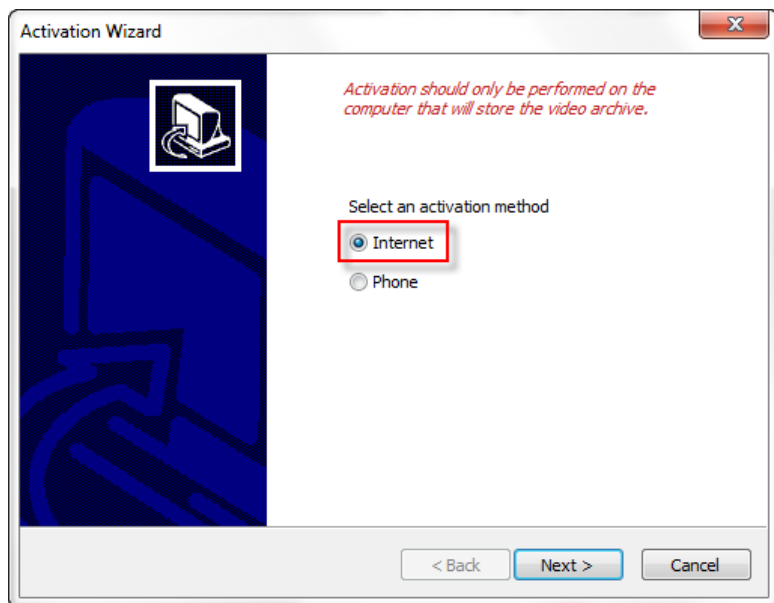 Activation Wizard
Activation should only be performed on the
computer that will store the video archive.
Select an activation method
Internet
Phone
< Back Next > Cancel